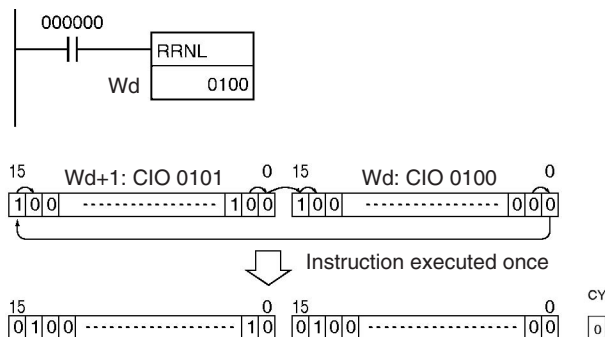 000000
RRNL
Wd 0100
15 Wd+1: CIO 0101 0 15 Wd: CIO 0100 0
1 0 0 1 0 0 1 0 0 0 0 0
Instruction executed once
15 0 15 0 CY
0 1 0 0 1 0 0 1 0 0 0 0 0